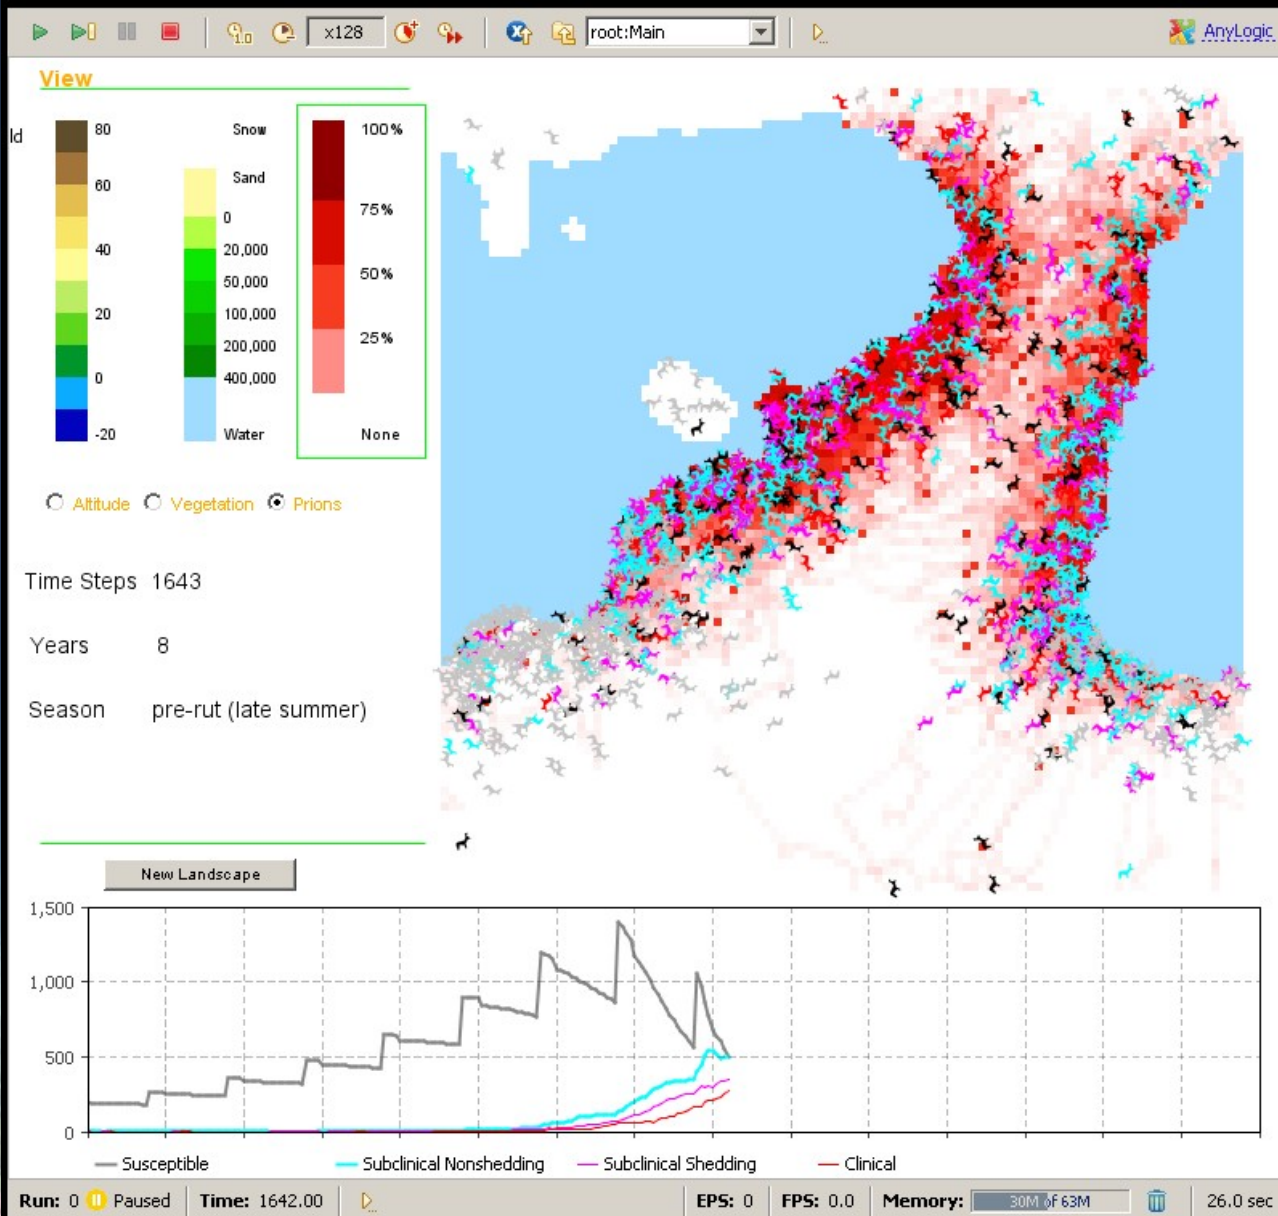 x128 root:Main AnyLogic
View
ld
80
60
40
20
0
-20
Snow
Sand
0
20,000
50,000
100,000
200,000
400,000
Water
100%
75%
50%
25%
None
Altitude Vegetation Prions
Time Steps 1643
Years 8
Season pre-rut (late summer)
New Landscape
1,500
1,000
500
0
Susceptible Subclinical Nonshedding Subclinical Shedding Clinical
Run: 0 Paused Time: 1642.00 EPS: 0 FPS: 0.0 Memory: 30M of 63M 26.0 sec